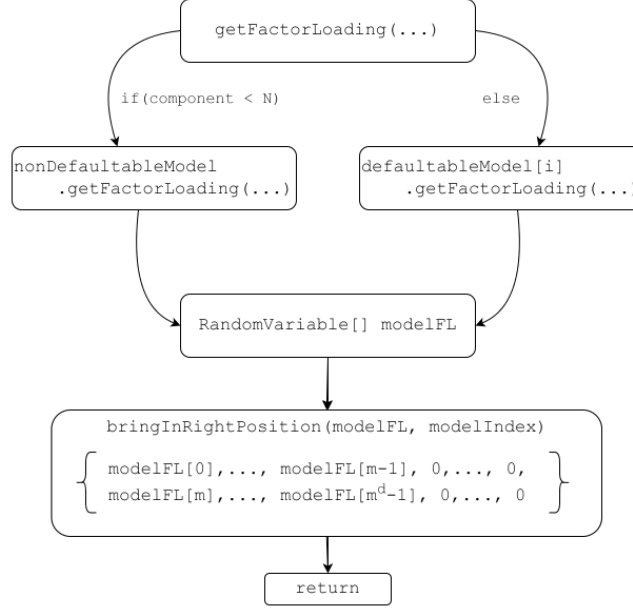 getFactorLoading(...)
if(component < N)
else
nonDefaultableModel
.getFactorLoading(...)
defaultableModel[i]
.getFactorLoading(...)
RandomVariable[] modelFL
bringInRightPosition(modelFL, modelIndex)
modelFL[0],..., modelFL[m-1], 0,..., 0,
modelFL[m],..., modelFL[mᵈ-1], 0,..., 0
return